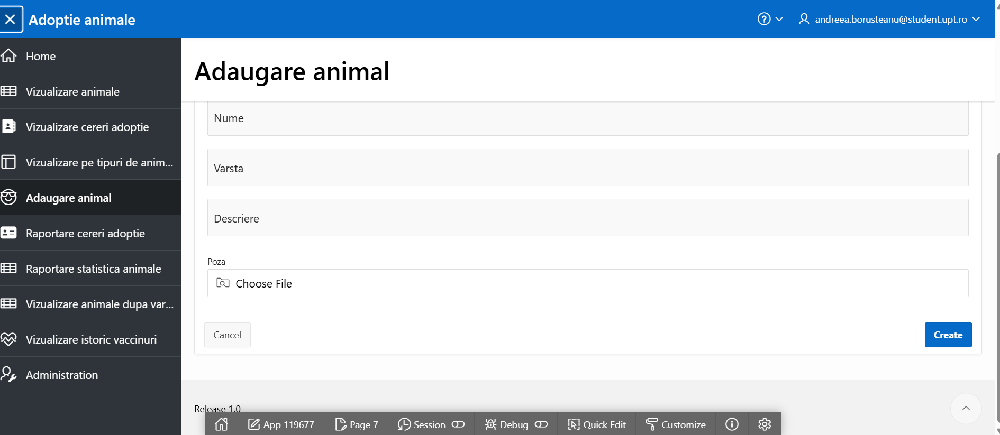 Adoptie animale
andreea.borusteanu@student.upt.ro
Home
Vizualizare animale
Vizualizare cereri adoptie
Vizualizare pe tipuri de anim...
Adaugare animal
Raportare cereri adoptie
Raportare statistica animale
Vizualizare animale dupa var...
Vizualizare istoric vaccinuri
Administration
Adaugare animal
Nume
Varsta
Descriere
Poza
Choose File
Cancel
Create
Release 1.0
App 119677
Page 7
Session
Debug
Quick Edit
Customize